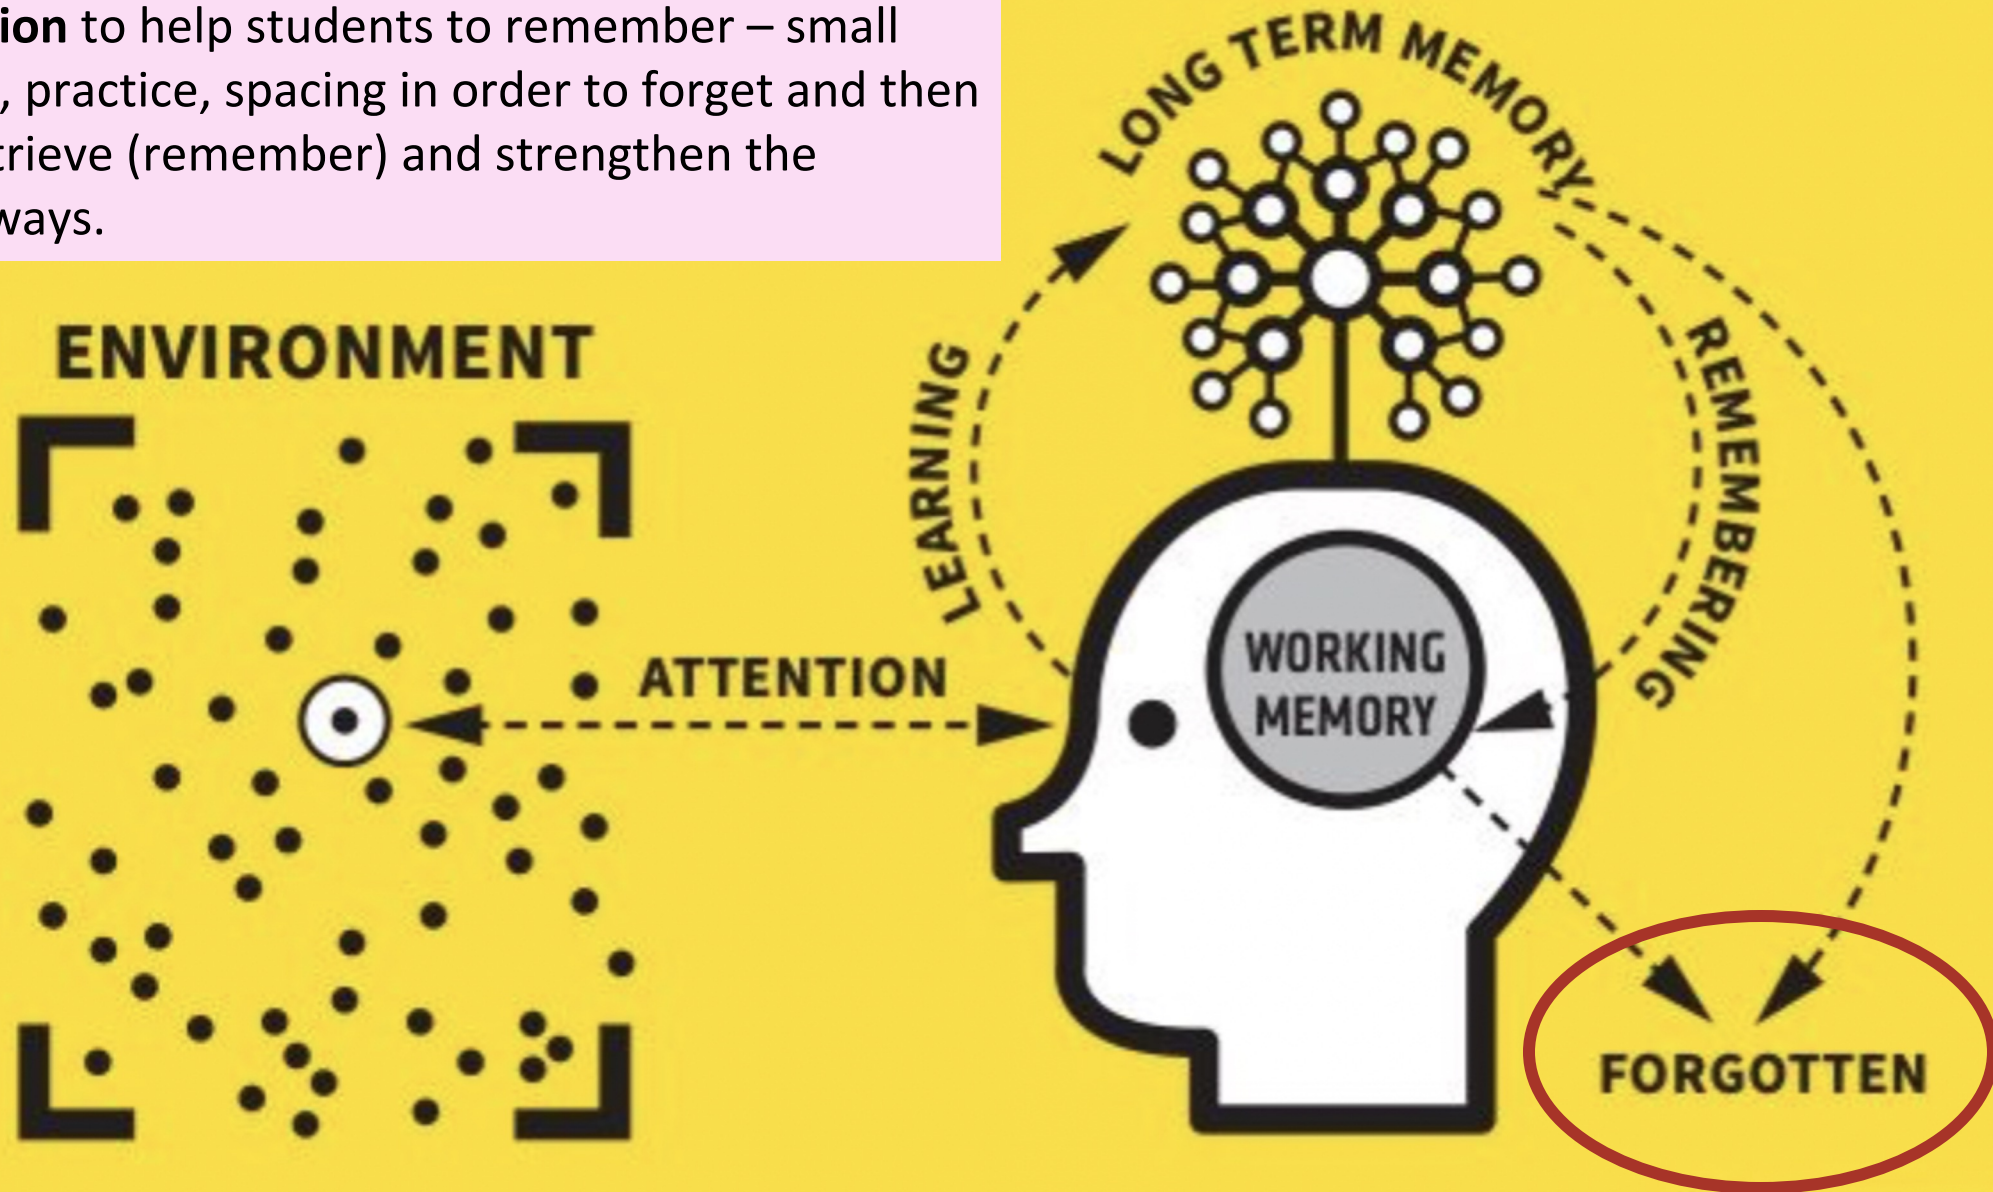 ion to help students to remember – small
, practice, spacing in order to forget and then
trieve (remember) and strengthen the
ways.
LONG TERM MEMORY
ENVIRONMENT
LEARNING
REMEMBERING
ATTENTION
WORKING
MEMORY
FORGOTTEN